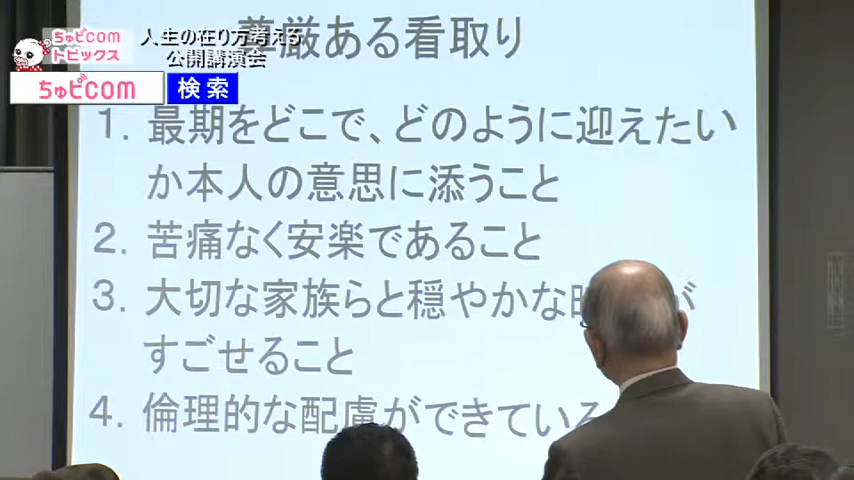 ちゅピCOM
トピックス
人生の在り方考える
公開講演会
ちゅピCOM
検索
尊厳ある看取り
1. 最期をどこで、どのように迎えたい
か本人の意思に添うこと
2. 苦痛なく安楽であること
3. 大切な家族らと穏やかな
が
すごせること
4. 倫理的な配慮ができている